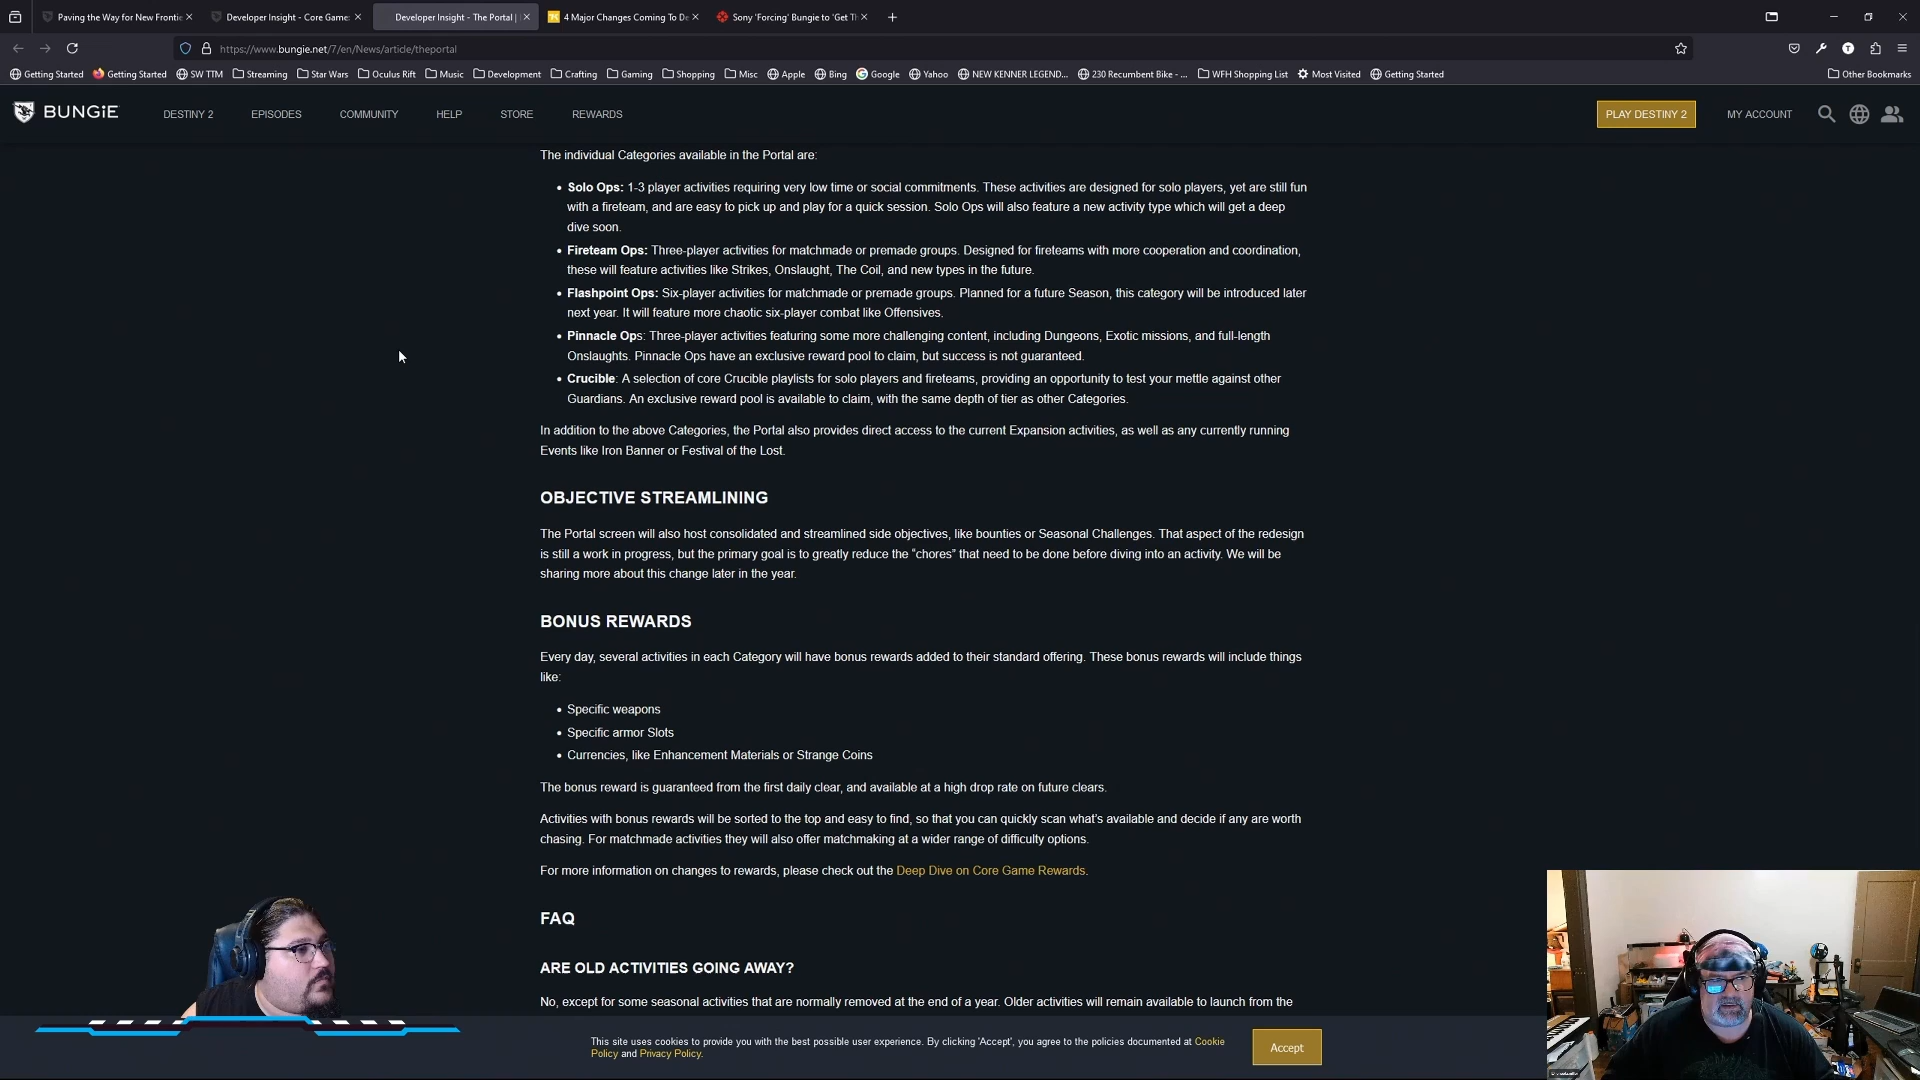 Paving the Way for New Frontie
Developer Insight - Core Game
Developer Insight - The Portal |
4 Major Changes Coming To De
Sony 'Forcing' Bungie to 'Get Th
https://www.bungie.net/7/en/News/article/theportal
Getting Started
Getting Started
SW TTM
Streaming
Star Wars
Oculus Rift
Music
Development
Crafting
Gaming
Shopping
Misc
Apple
Bing
Google
Yahoo
NEW KENNER LEGEND...
230 Recumbent Bike - ...
WFH Shopping List
Most Visited
Getting Started
Other Bookmarks
BUNGiE
DESTINY 2
EPISODES
COMMUNITY
HELP
STORE
REWARDS
PLAY DESTINY 2
MY ACCOUNT
The individual Categories available in the Portal are:
• Solo Ops: 1-3 player activities requiring very low time or social commitments. These activities are designed for solo players, yet are still fun
with a fireteam, and are easy to pick up and play for a quick session. Solo Ops will also feature a new activity type which will get a deep
dive soon.
• Fireteam Ops: Three-player activities for matchmade or premade groups. Designed for fireteams with more cooperation and coordination,
these will feature activities like Strikes, Onslaught, The Coil, and new types in the future.
• Flashpoint Ops: Six-player activities for matchmade or premade groups. Planned for a future Season, this category will be introduced later
next year. It will feature more chaotic six-player combat like Offensives.
• Pinnacle Ops: Three-player activities featuring some more challenging content, including Dungeons, Exotic missions, and full-length
Onslaughts. Pinnacle Ops have an exclusive reward pool to claim, but success is not guaranteed.
• Crucible: A selection of core Crucible playlists for solo players and fireteams, providing an opportunity to test your mettle against other
Guardians. An exclusive reward pool is available to claim, with the same depth of tier as other Categories.
In addition to the above Categories, the Portal also provides direct access to the current Expansion activities, as well as any currently running
Events like Iron Banner or Festival of the Lost.
OBJECTIVE STREAMLINING
The Portal screen will also host consolidated and streamlined side objectives, like bounties or Seasonal Challenges. That aspect of the redesign
is still a work in progress, but the primary goal is to greatly reduce the “chores” that need to be done before diving into an activity. We will be
sharing more about this change later in the year.
BONUS REWARDS
Every day, several activities in each Category will have bonus rewards added to their standard offering. These bonus rewards will include things
like:
• Specific weapons
• Specific armor Slots
• Currencies, like Enhancement Materials or Strange Coins
The bonus reward is guaranteed from the first daily clear, and available at a high drop rate on future clears.
Activities with bonus rewards will be sorted to the top and easy to find, so that you can quickly scan what’s available and decide if any are worth
chasing. For matchmade activities they will also offer matchmaking at a wider range of difficulty options.
For more information on changes to rewards, please check out the Deep Dive on Core Game Rewards.
FAQ
ARE OLD ACTIVITIES GOING AWAY?
No, except for some seasonal activities that are normally removed at the end of a year. Older activities will remain available to launch from the
This site uses cookies to provide you with the best possible user experience. By clicking 'Accept', you agree to the policies documented at Cookie
Policy and Privacy Policy.
Accept